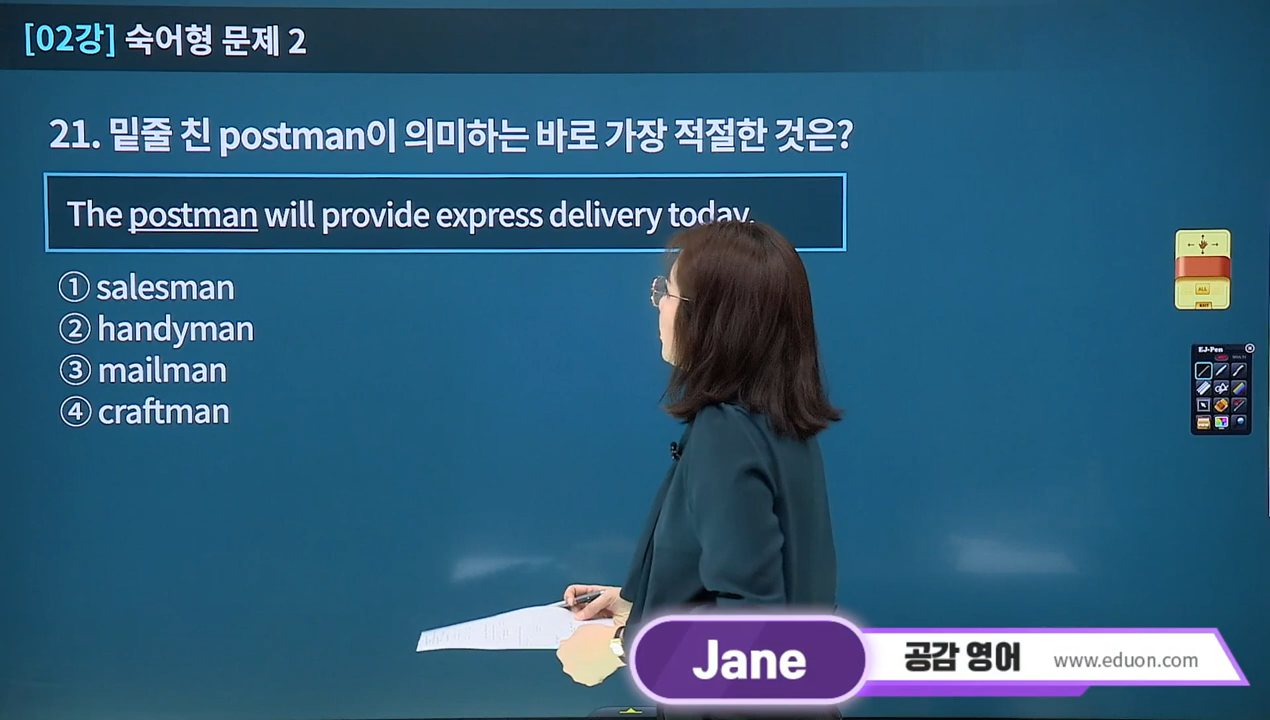 [02강] 숙어형 문제 2
21. 밑줄 친 postman이 의미하는 바로 가장 적절한 것은?
The postman will provide express delivery today.
① salesman
② handyman
③ mailman
④ craftman
ALL
EJ-Pen
Jane 공감 영어 www.eduon.com